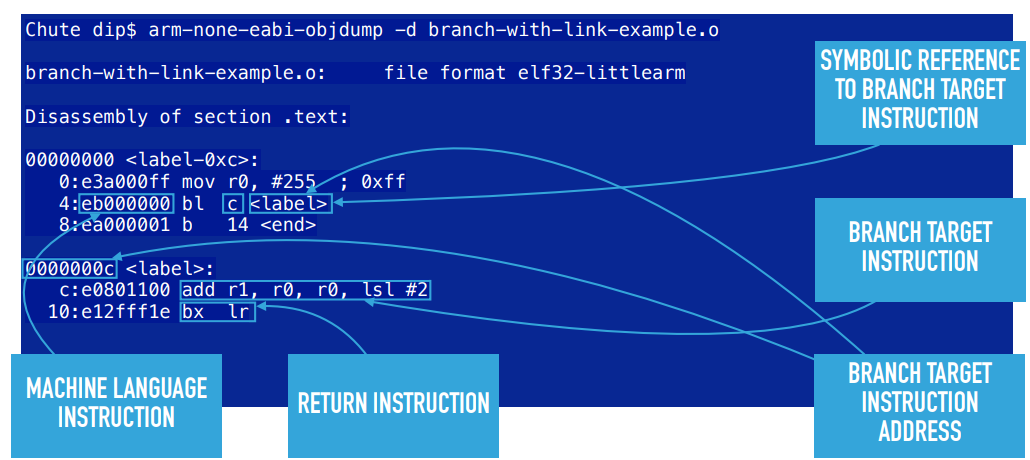 Chute dip$ arm-none-eabi-objdump -d branch-with-link-example.o
branch-with-link-example.o:     file format elf32-littlearm
Disassembly of section .text:
00000000 <label-0xc>:
   0:e3a000ff mov r0, #255  ; 0xff
   4:eb000000 bl  c <label>
   8:ea000001 b   14 <end>
0000000c <label>:
   c:e0801100 add r1, r0, r0, lsl #2
  10:e12fff1e bx  lr
SYMBOLIC REFERENCE
TO BRANCH TARGET
INSTRUCTION
BRANCH TARGET
INSTRUCTION
MACHINE LANGUAGE
INSTRUCTION
RETURN INSTRUCTION
BRANCH TARGET
INSTRUCTION
ADDRESS